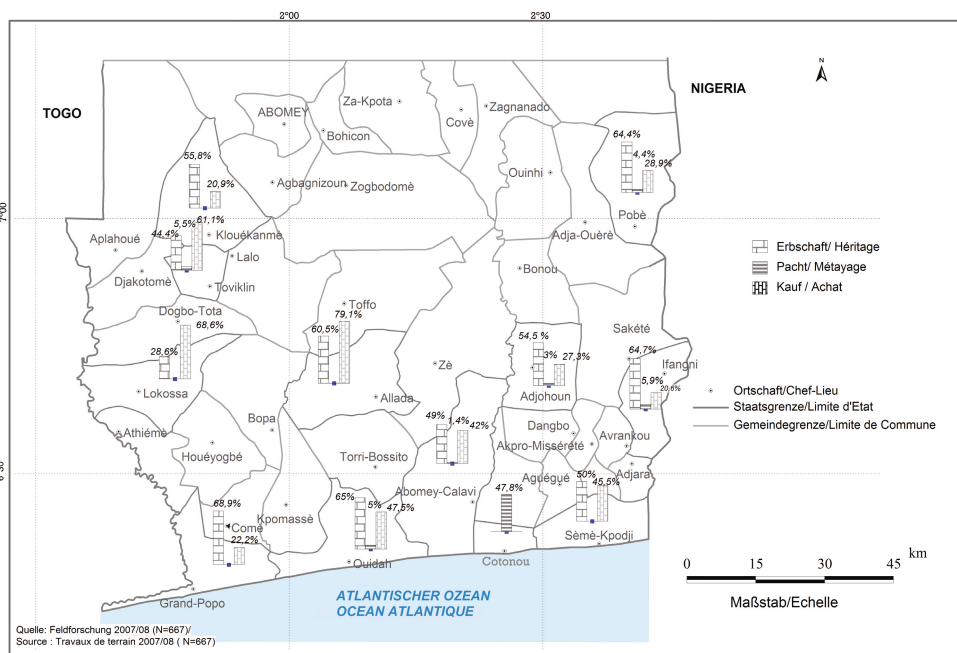 2°00
2°30
N
TOGO
NIGERIA
Za-Kpota
ABOMEY
Covè
Zagnanado
Bohicon
64,4%
4,4%
28,9%
55,8%
20,9%
Agbagnizoun
Zogbodomè
Ouinhi
Pobè
7°00
Adja-Ouèrè
44,4%
5,5%
61,1%
Klouékanmè
Aplahoué
Lalo
Djakotomè
Toviklin
Bonou
Erbschaft/ Héritage
Pacht/ Métayage
Kauf / Achat
Toffo
79,1%
60,5%
Dogbo-Tota
68,6%
28,6%
Sakété
64,7%
Ifangni
5,9%
20,6%
54,5 %
3%
27,3%
Zè
Adjohoun
Lokossa
Allada
Ortschaft/Chef-Lieu
Staatsgrenze/Limite d'Etat
Gemeindegrenze/Limite de Commune
49%
1,4%
42%
Athiémè
Houéyogbé
Bopa
Dangbo
Akpro-Missérété
Avrankou
Torri-Bossito
Adjara
Aguégué
50%
45,5%
Abomey-Calavi
47,8%
65%
5%
47,5%
68,9%
Comè
22,2%
Kpomassè
Sèmè-Kpodji
Cotonou
Ouidah
Grand-Popo
km
0 10 15 30 45
Maßstab/Echelle
ATLANTISCHER OZEAN
OCEAN ATLANTIQUE
Quelle: Feldforschung 2007/08 (N=667)/
Source : Travaux de terrain 2007/08 ( N=667)